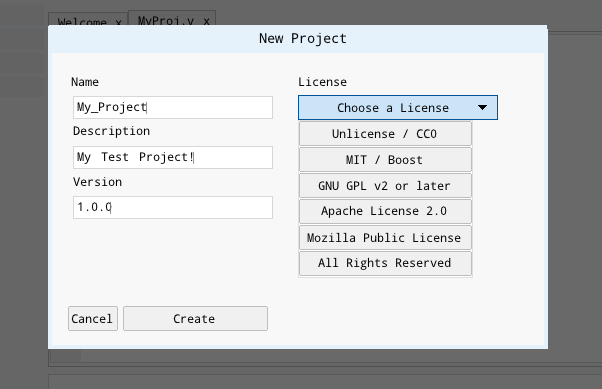 Welcome x
MyProj.v x
New Project
Name
My_Project
Description
My Test Project!
Version
1.0.0
License
Choose a License
Unlicense / CC0
MIT / Boost
GNU GPL v2 or later
Apache License 2.0
Mozilla Public License
All Rights Reserved
Cancel
Create